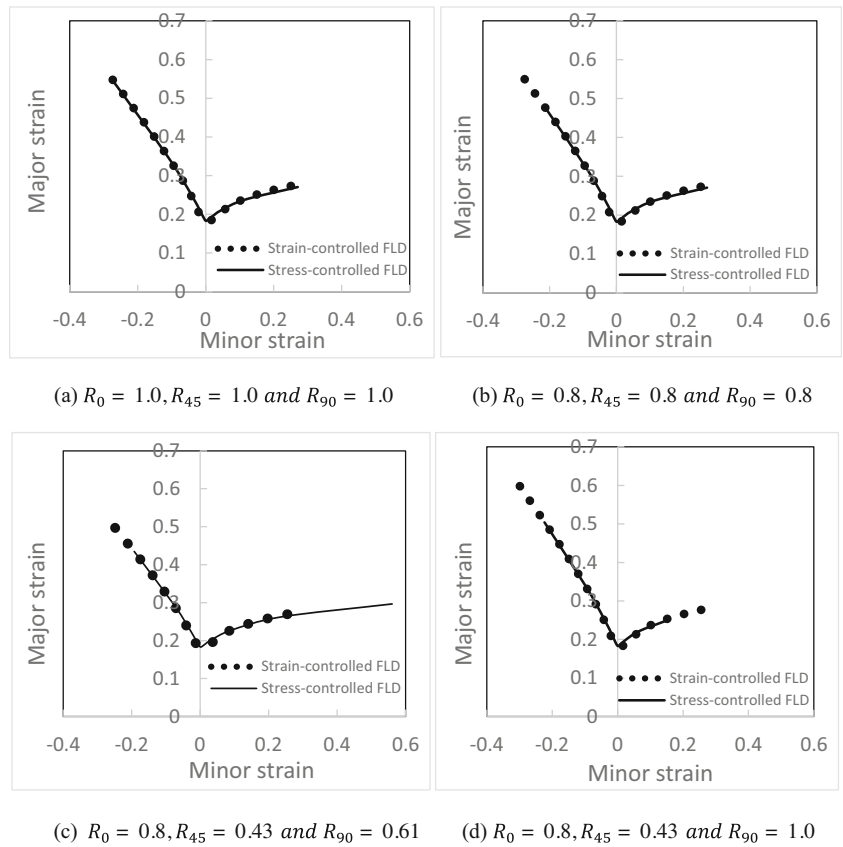 0.7
0.6
0.5
0.4
0.3
0.2
0.1
0
-0.4 -0.2 0 0.2 0.4 0.6
Major strain
Minor strain
Strain-controlled FLD
Stress-controlled FLD
0.7
0.6
0.5
0.4
0.3
0.2
0.1
0
-0.4 -0.2 0 0.2 0.4 0.6
Major strain
Minor strain
Strain-controlled FLD
Stress-controlled FLD
(a) R₀ = 1.0, R₄₅ = 1.0 and R₉₀ = 1.0
(b) R₀ = 0.8, R₄₅ = 0.8 and R₉₀ = 0.8
0.7
0.6
0.5
0.4
0.3
0.2
0.1
0
-0.4 -0.2 0 0.2 0.4 0.6
Major strain
Minor strain
Strain-controlled FLD
Stress-controlled FLD
0.7
0.6
0.5
0.4
0.3
0.2
0.1
0
-0.4 -0.2 0 0.2 0.4 0.6
Major strain
Minor strain
Strain-controlled FLD
Stress-controlled FLD
(c) R₀ = 0.8, R₄₅ = 0.43 and R₉₀ = 0.61
(d) R₀ = 0.8, R₄₅ = 0.43 and R₉₀ = 1.0